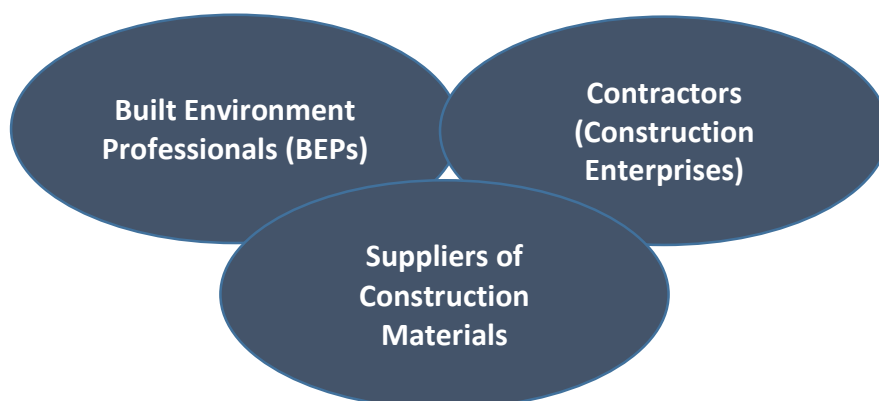 Built Environment
Professionals (BEPs)
Contractors
(Construction
Enterprises)
Suppliers of
Construction
Materials